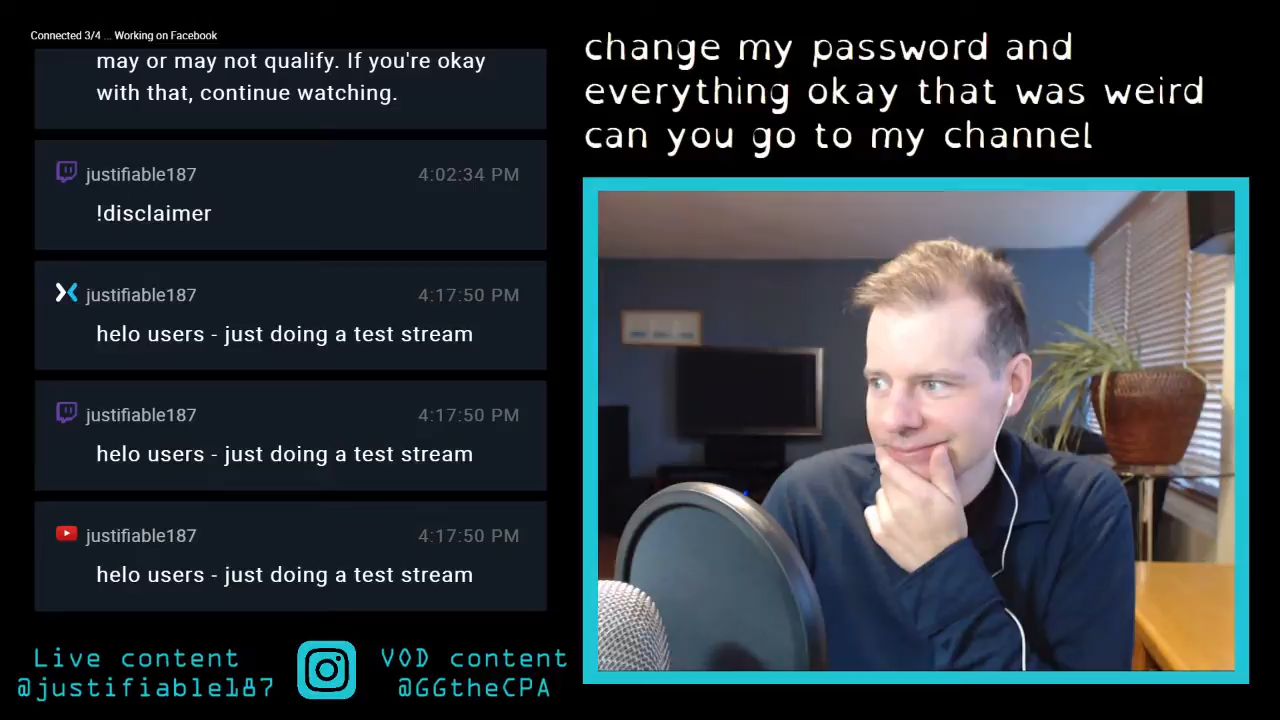 Connected 3/4 ... Working on Facebook
may or may not qualify. If you're okay
with that, continue watching.
justifiable187 4:02:34 PM
!disclaimer
justifiable187 4:17:50 PM
helo users - just doing a test stream
justifiable187 4:17:50 PM
helo users - just doing a test stream
justifiable187 4:17:50 PM
helo users - just doing a test stream
Live content
@justifiable187
VOD content
@GGtheCPA
change my password and
everything okay that was weird
can you go to my channel